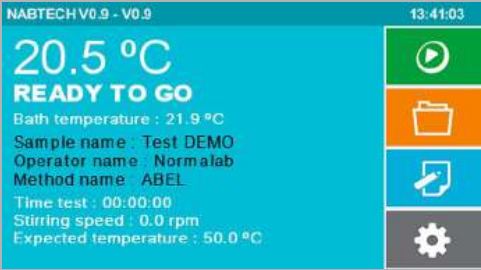 NABTECH V0.9 - V0.9
13:41:03
20.5 ºC
READY TO GO
Bath temperature : 21.9 ºC
Sample name : Test DEMO
Operator name : Normalab
Method name : ABEL
Time test : 00:00:00
Stirring speed : 0.0 rpm
Expected temperature : 50.0 ºC